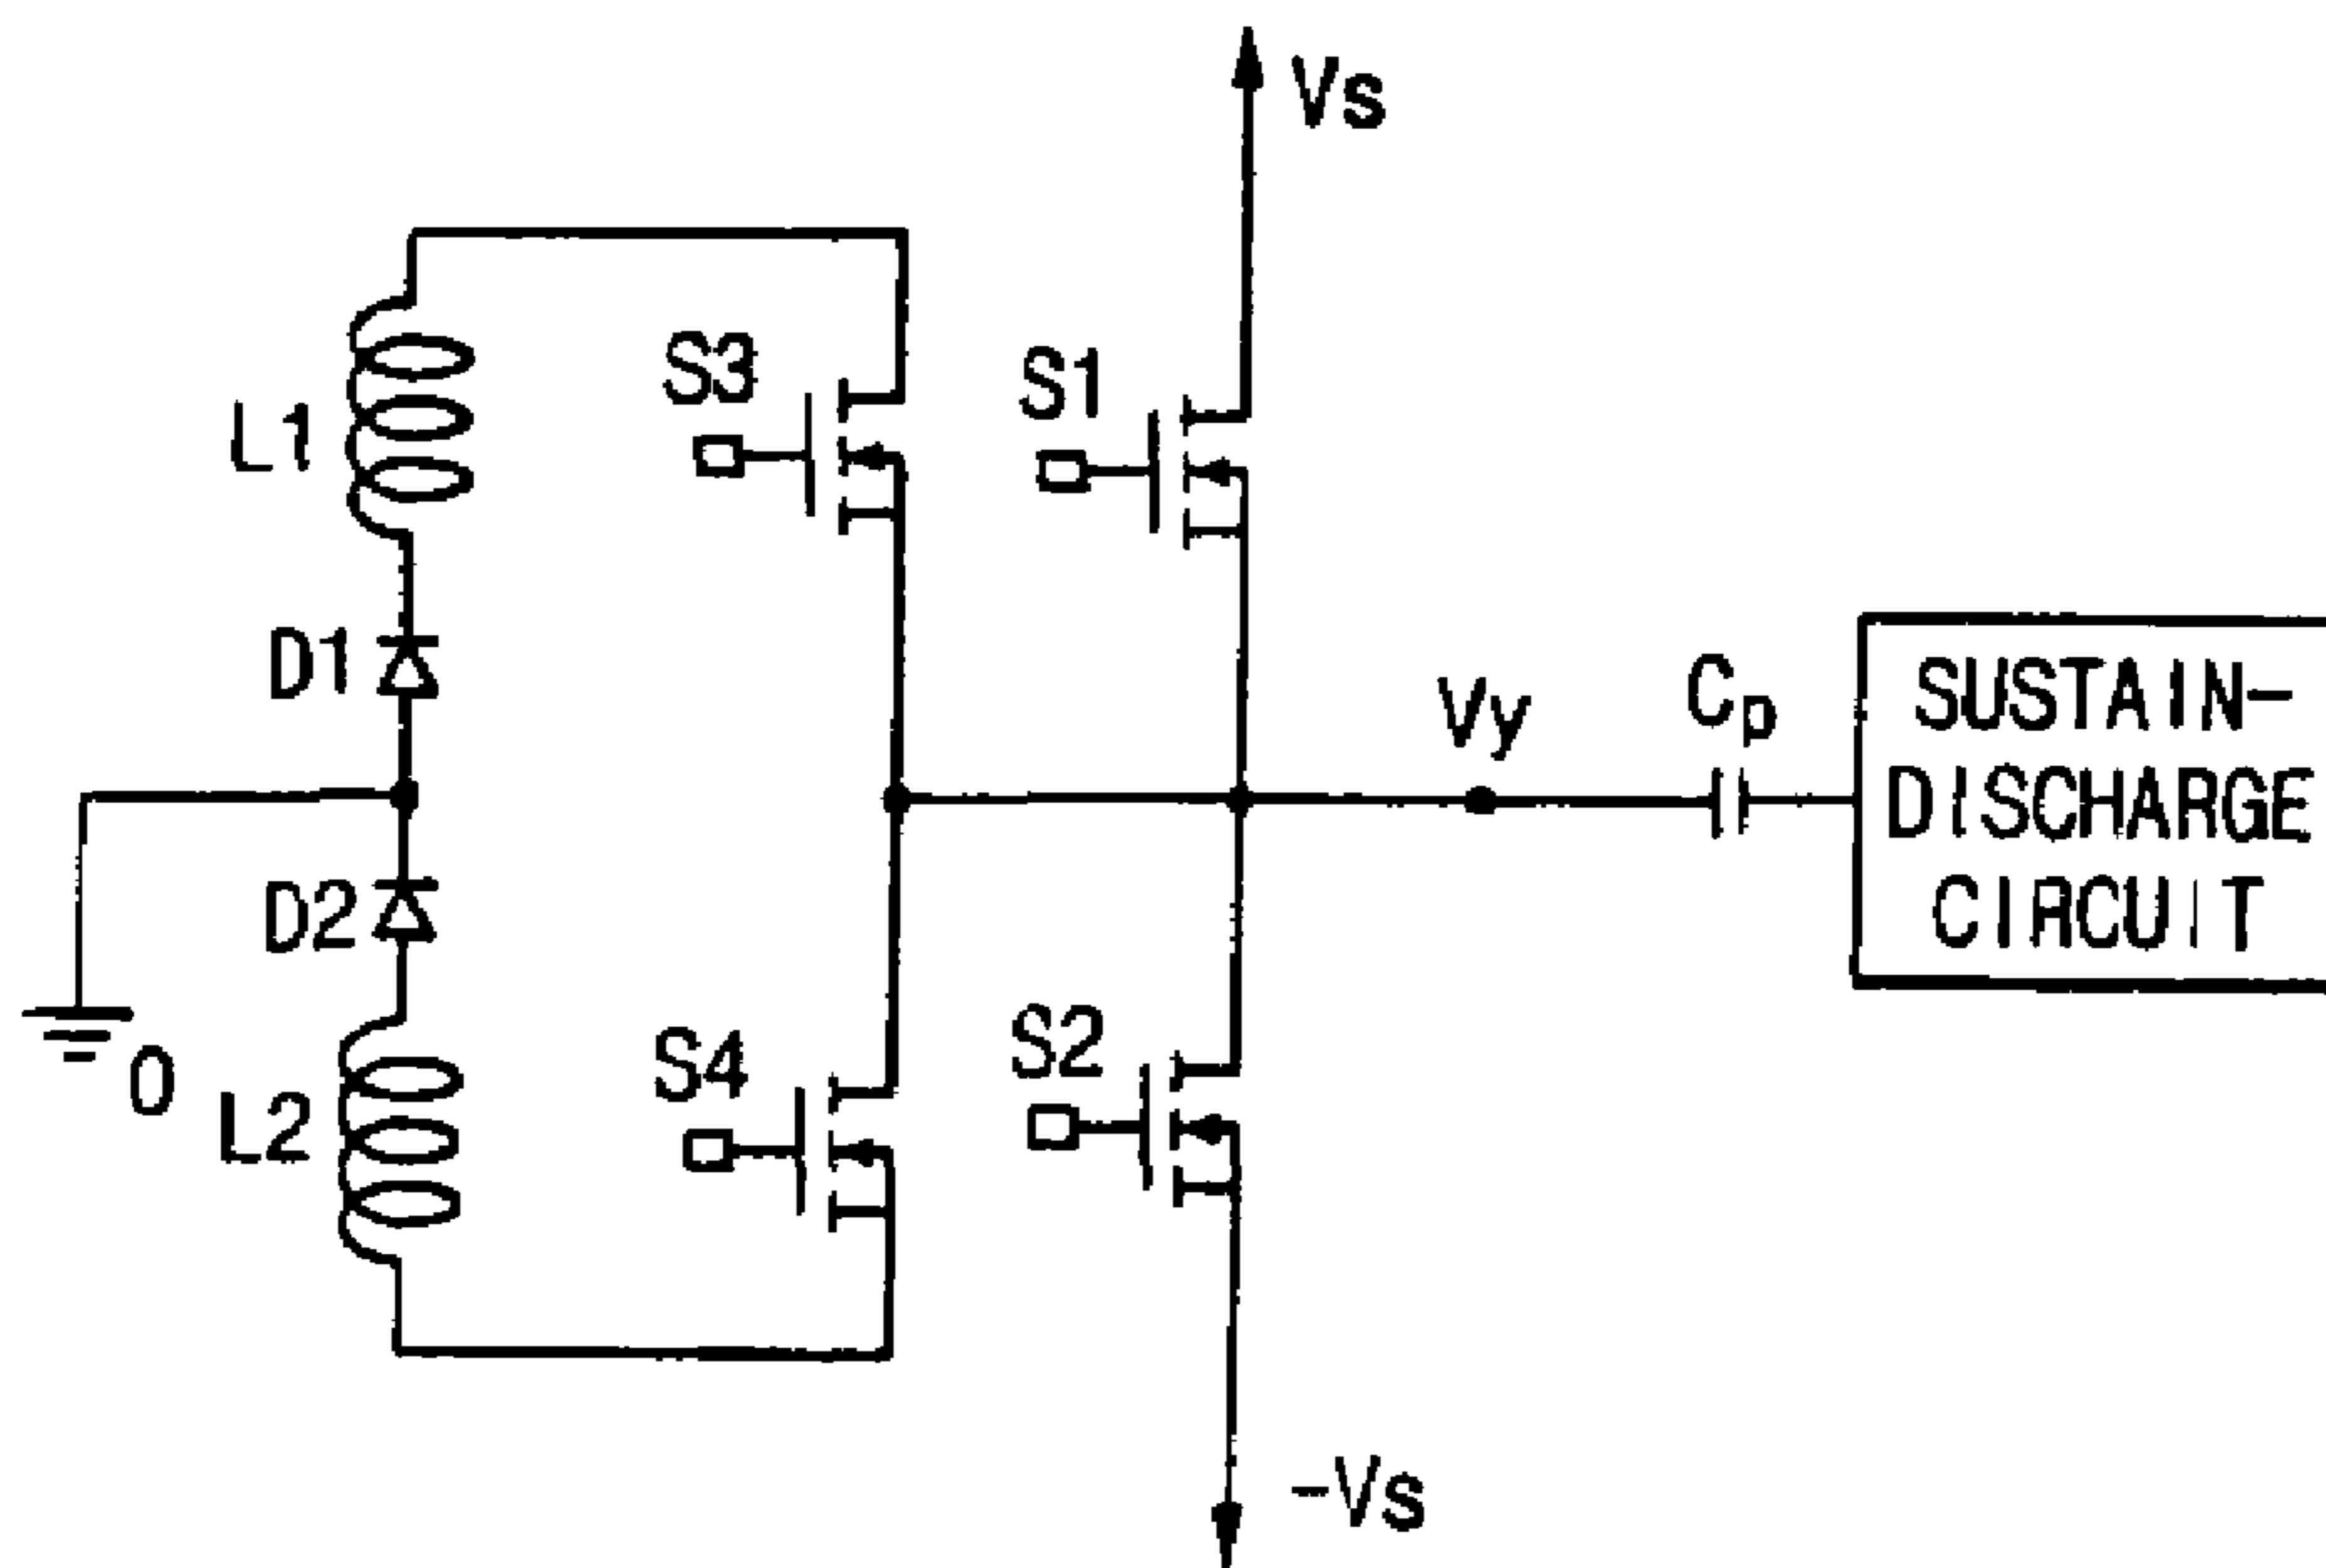 Vs
S3
S1
L1
D1
Vy
Cp
SUSTAIN-
DISCHARGE
CIRCUIT
D2
S4
S2
0
L2
-Vs